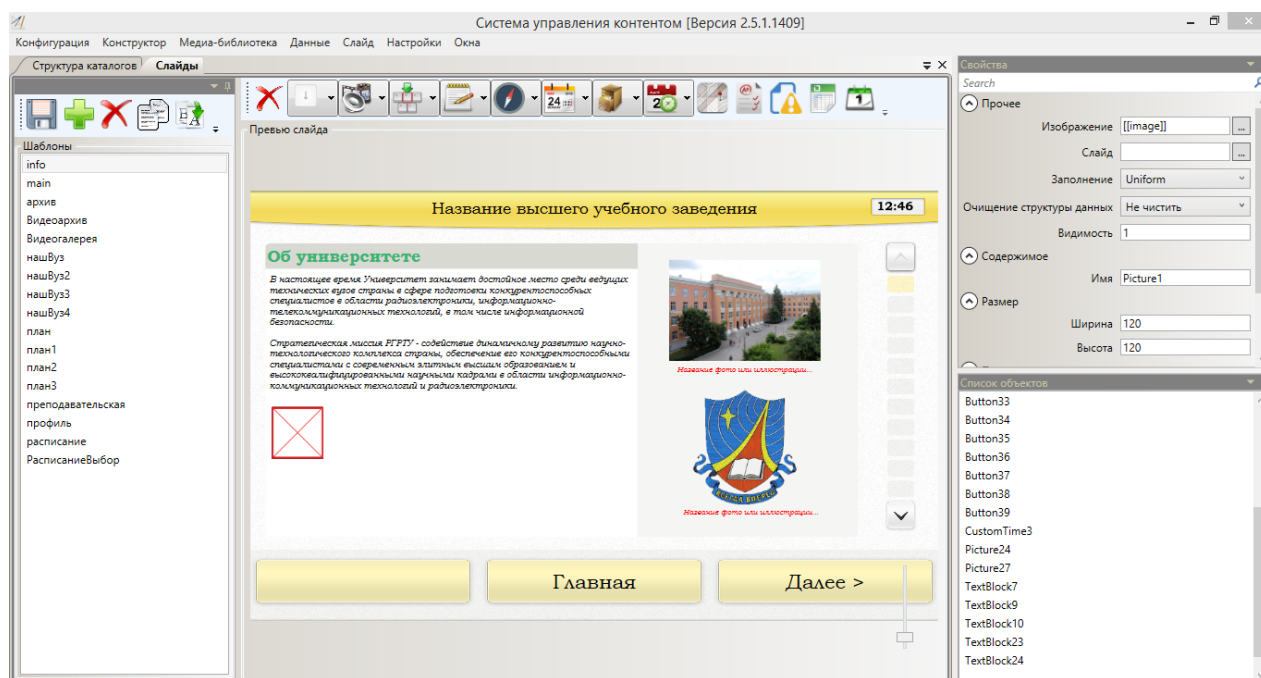 Система управления контентом [Версия 2.5.1.1409]
Конфигурация Конструктор Медиа-библиотека Данные Слайд Настройки Окна
Структура каталогов Слайды
Шаблоны
info
main
архив
Видеоархив
Видеогалерея
нашВуз
нашВуз2
нашВуз3
нашВуз4
план
план1
план2
план3
преподавательская
профиль
расписание
РасписаниеВыбор
24
20
1
Превью слайда
Название высшего учебного заведения
12:46
Об университете
В настоящее время Университет занимает достойное место среди ведущих
технических вузов страны в сфере подготовки конкурентоспособных
специалистов в области радиоэлектроники, информационно-
телекоммуникационных технологий, в том числе информационной
безопасности.
Стратегическая миссия РГРТУ - содействие динамичному развитию научно-
технологического комплекса страны, обеспечение его конкурентоспособными
специалистами с современным элитным высшим образованием и
высококвалифицированными научными кадрами в области информационно-
коммуникационных технологий и радиоэлектроники.
Название фото или иллюстрации...
ВСЕГДА ВПЕРЕД
Название фото или иллюстрации...
Главная
Далее >
Свойства
Search
Прочее
Изображение [[image]] ...
Слайд ...
Заполнение Uniform
Очищение структуры данных Не чистить
Видимость 1
Содержимое
Имя Picture1
Размер
Ширина 120
Высота 120
Список объектов
Button33
Button34
Button35
Button36
Button37
Button38
Button39
CustomTime3
Picture24
Picture27
TextBlock7
TextBlock9
TextBlock10
TextBlock23
TextBlock24